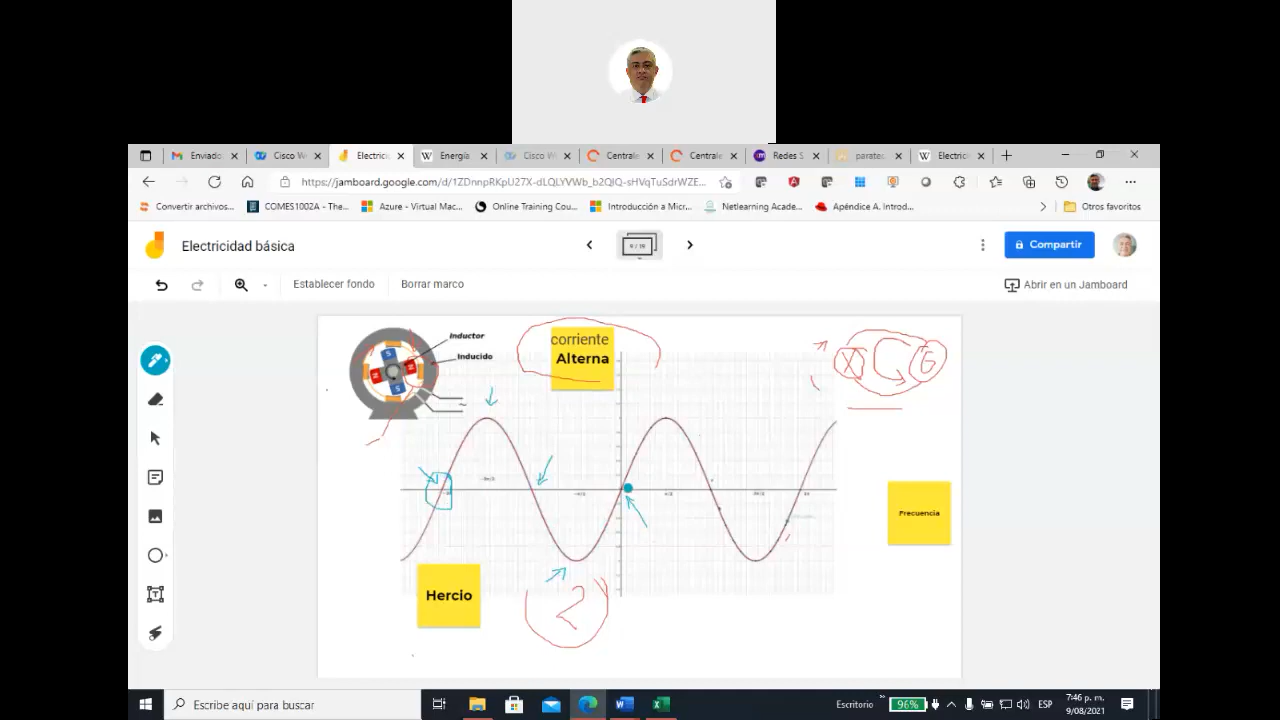 Enviado
Cisco W
Electric
Energía
Cisco W
Centrale
Centrale
Redes S
parate
Electric
https://jamboard.google.com/d/1ZDnnpRKpU27X-dLQLYVWb_b2QlQ-sHVqTuSdrWZE...
Convertir archivos...
COMES1002A - The...
Azure - Virtual Mac...
Online Training Cou...
Introducción a Micr...
Netlearning Acade...
Apéndice A. Introd...
Otros favoritos
Electricidad básica
Compartir
Establecer fondo
Borrar marco
Abrir en un Jamboard
Inductor
Inducido
corriente
Alterna
Frecuencia
Hercio
2
Escribe aquí para buscar
Escritorio
96%
ESP
7:46 p. m.
9/08/2021